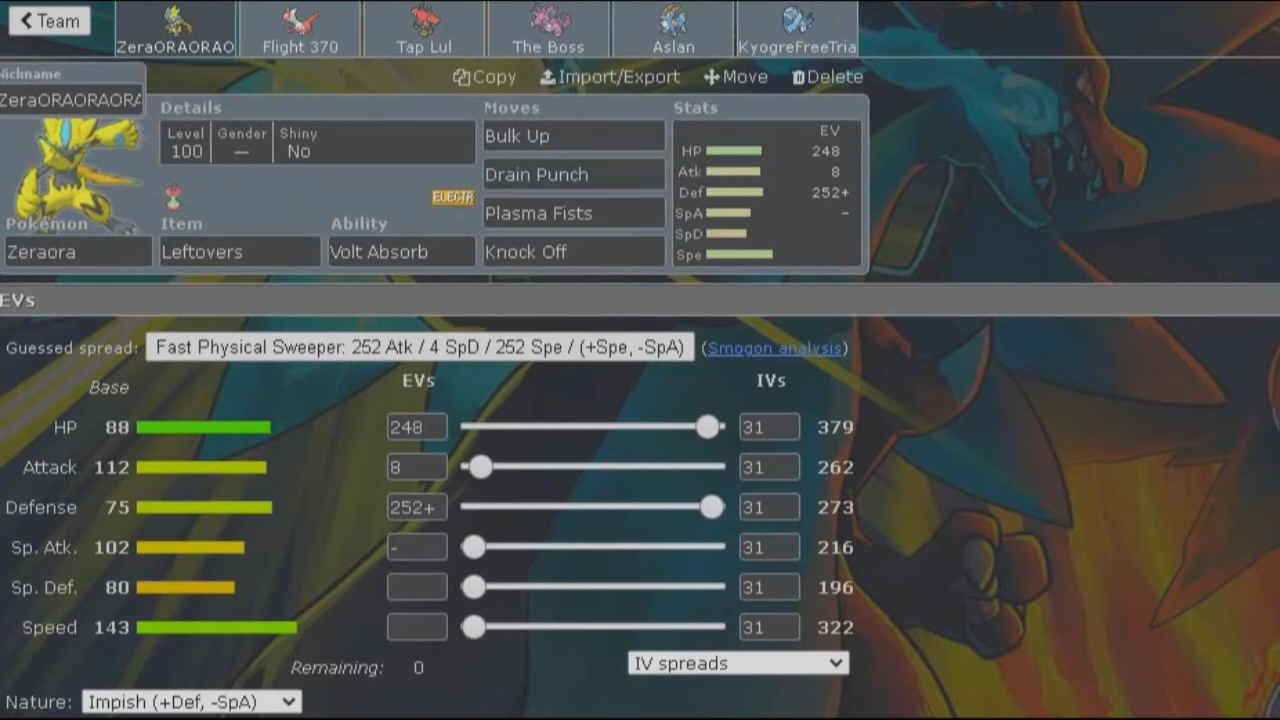 Team
ZeraORAORAO
Flight 370
Tap Lul
The Boss
Aslan
KyogreFreeTria
Copy
Import/Export
Move
Delete
Nickname
ZeraORAORAORA
Details
Level
100
Gender
—
Shiny
No
ELECTR
Pokémon
Zeraora
Item
Leftovers
Ability
Volt Absorb
Moves
Bulk Up
Drain Punch
Plasma Fists
Knock Off
Stats
EV
HP 248
Atk 8
Def 252+
SpA -
SpD
Spe
EVs
Guessed spread: Fast Physical Sweeper: 252 Atk / 4 SpD / 252 Spe / (+Spe, -SpA) (Smogon analysis)
Base EVs IVs
HP 88 248 31 379
Attack 112 8 31 262
Defense 75 252+ 31 273
Sp. Atk. 102 - 31 216
Sp. Def. 80 31 196
Speed 143 31 322
Remaining: 0
IV spreads
Nature: Impish (+Def, -SpA)